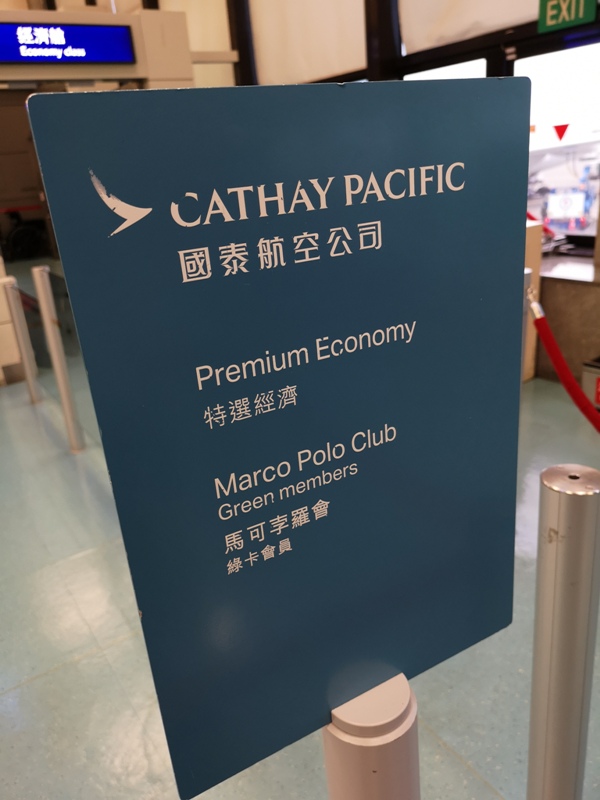 經濟艙
Economy class
EXIT
CATHAY PACIFIC
國泰航空公司
Premium Economy
特選經濟
Marco Polo Club
Green members
馬可孛羅會
綠卡會員